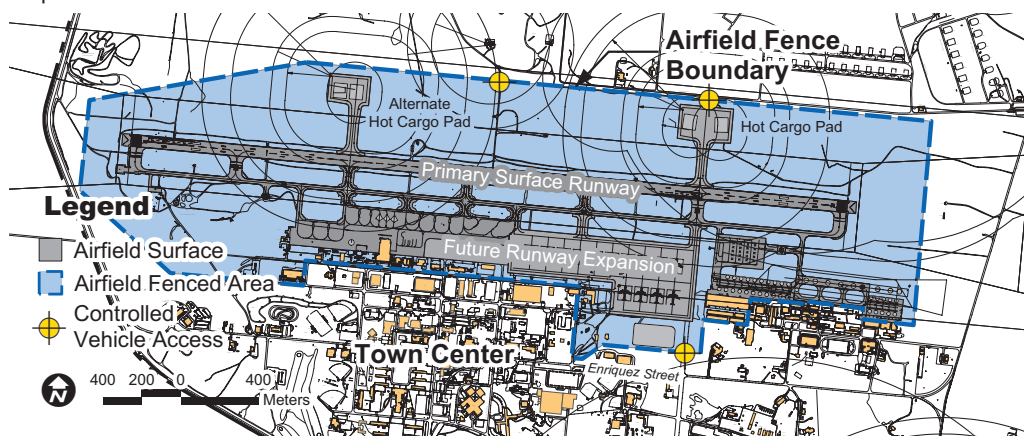 Airfield Fence
Boundary
Alternate
Hot Cargo Pad
Hot Cargo Pad
Primary Surface Runway
Future Runway Expansion
Legend
Airfield Surface
Airfield Fenced Area
Controlled
Vehicle Access
Town Center
Enriquez Street
N
400 200 0 400
Meters